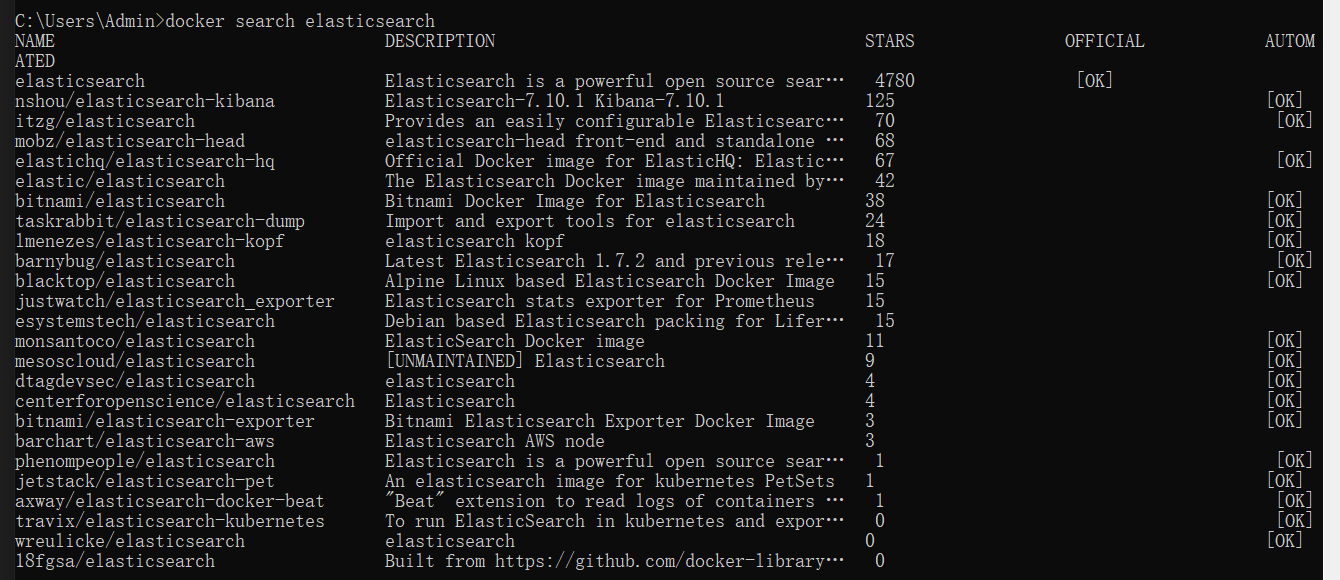 C:\Users\Admin>docker search elasticsearch
NAME                                 DESCRIPTION                                     STARS               OFFICIAL            AUTOM
ATED
elasticsearch                        Elasticsearch is a powerful open source sear…   4780                [OK]
nshou/elasticsearch-kibana           Elasticsearch-7.10.1 Kibana-7.10.1              125                                     [OK]
itzg/elasticsearch                   Provides an easily configurable Elasticsearc…   70                                      [OK]
mobz/elasticsearch-head              elasticsearch-head front-end and standalone …   68
elastichq/elasticsearch-hq           Official Docker image for ElasticHQ: Elastic…   67                                      [OK]
elastic/elasticsearch                The Elasticsearch Docker image maintained by…   42
bitnami/elasticsearch                Bitnami Docker Image for Elasticsearch          38                                      [OK]
taskrabbit/elasticsearch-dump        Import and export tools for elasticsearch       24                                      [OK]
lmenezes/elasticsearch-kopf          elasticsearch kopf                              18                                      [OK]
barnybug/elasticsearch               Latest Elasticsearch 1.7.2 and previous rele…   17                                      [OK]
blacktop/elasticsearch               Alpine Linux based Elasticsearch Docker Image   15                                      [OK]
justwatch/elasticsearch_exporter     Elasticsearch stats exporter for Prometheus     15
esystemstech/elasticsearch           Debian based Elasticsearch packing for Lifer…   15
monsantoco/elasticsearch             ElasticSearch Docker image                      11                                      [OK]
mesoscloud/elasticsearch             [UNMAINTAINED] Elasticsearch                    9                                       [OK]
dtagdevsec/elasticsearch             elasticsearch                                   4                                       [OK]
centerforopenscience/elasticsearch   Elasticsearch                                   4                                       [OK]
bitnami/elasticsearch-exporter       Bitnami Elasticsearch Exporter Docker Image     3                                       [OK]
barchart/elasticsearch-aws           Elasticsearch AWS node                          3
phenompeople/elasticsearch           Elasticsearch is a powerful open source sear…   1                                       [OK]
jetstack/elasticsearch-pet           An elasticsearch image for kubernetes PetSets   1                                       [OK]
axway/elasticsearch-docker-beat      "Beat" extension to read logs of containers …   1                                       [OK]
travix/elasticsearch-kubernetes      To run ElasticSearch in kubernetes and expor…   0                                       [OK]
wreulicke/elasticsearch              elasticsearch                                   0                                       [OK]
18fgsa/elasticsearch                 Built from https://github.com/docker-library…   0